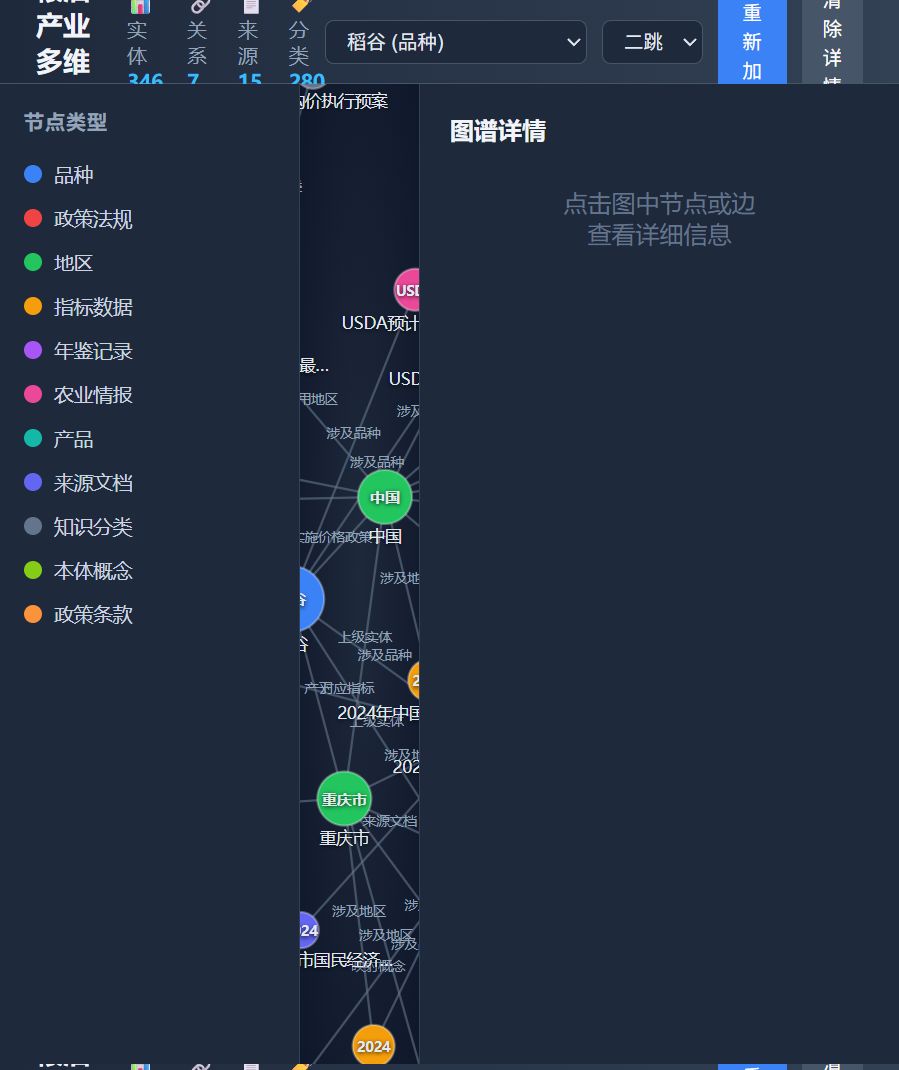 产业
多维
实体
346
关系
7
来源
15
分类
280
稻谷 (品种)
二跳
重新加
清除详情
节点类型
品种
政策法规
地区
指标数据
年鉴记录
农业情报
产品
来源文档
知识分类
本体概念
政策条款
价执行预案
USD
USDA预计
最...
USD
用地区
涉及
涉及品种
涉及品种
中国
中国
实施价格政策
涉及地
谷
谷
上级实体
涉及品种
2
对应指标
2024年中国
上级实体
涉及地
202
重庆市
来源文档
重庆市
涉及地区
涉
24
涉及地区
涉及
市国民经济...
映射概念
2024
图谱详情
点击图中节点或边
查看详细信息